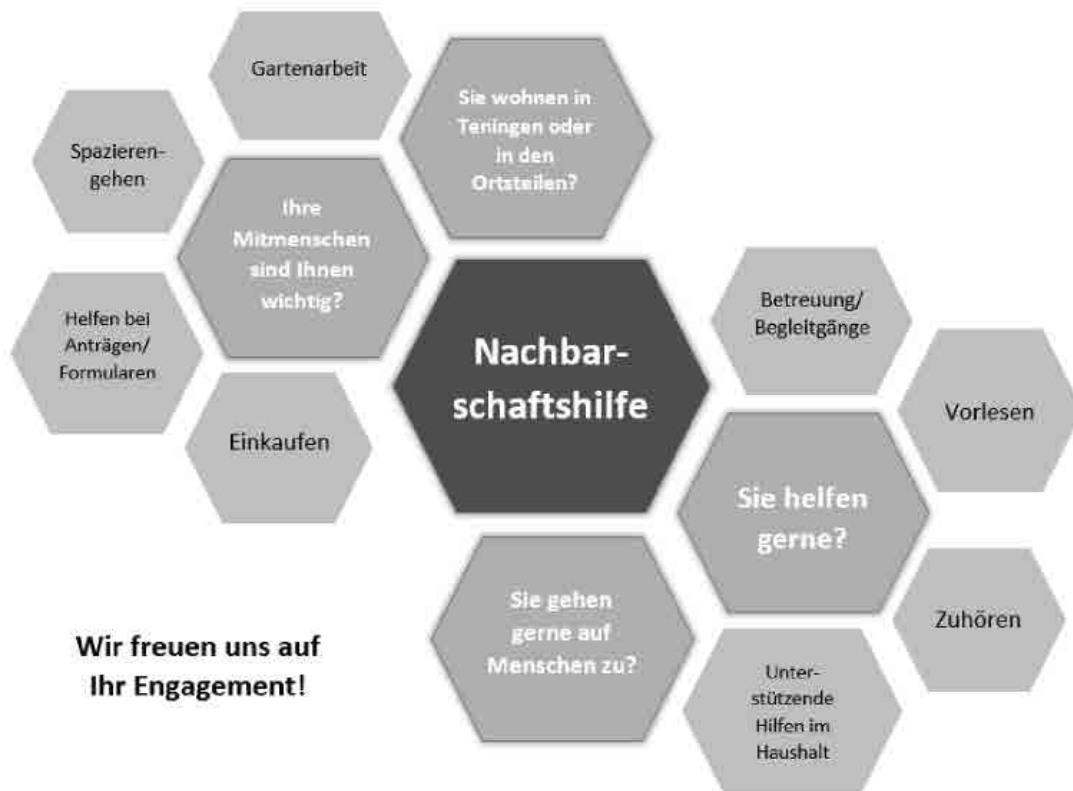 Gartenarbeit
Sie wohnen in
Teningen oder
in den
Ortsteilen?
Spazieren-
gehen
Ihre
Mitmenschen
sind Ihnen
wichtig?
Helfen bei
Anträgen/
Formularen
Einkaufen
Nachbar-
schaftshilfe
Betreuung/
Begleitgänge
Vorlesen
Sie helfen
gerne?
Sie gehen
gerne auf
Menschen zu?
Zuhören
Unter-
stützende
Hilfen im
Haushalt
Wir freuen uns auf
Ihr Engagement!